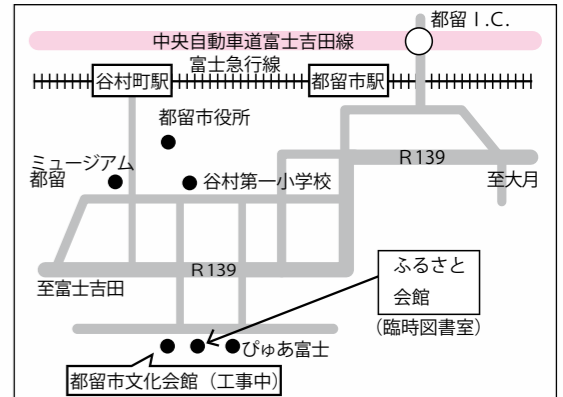 都留I.C.
中央自動車道富士吉田線
富士急行線
谷村町駅
都留市駅
都留市役所
R139
ミュージアム
都留
谷村第一小学校
至大月
R139
至富士吉田
ふるさと
会館
(臨時図書室)
ぴゅあ富士
都留市文化会館（工事中）